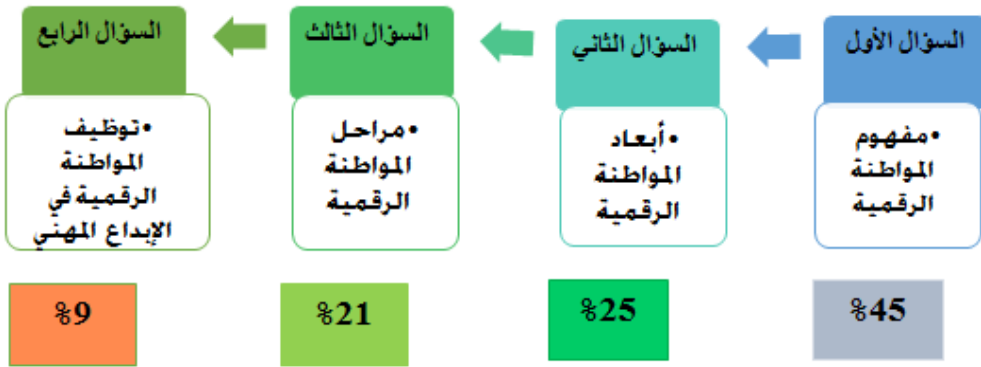 السؤال الأول
السؤال الثاني
السؤال الثالث
السؤال الرابع
•مفهوم
المواطنة
الرقمية
•أبعاد
المواطنة
الرقمية
•مراحل
المواطنة
الرقمية
•توظيف
المواطنة
الرقمية في
الإبداع المهني
%45
%25
%21
%9